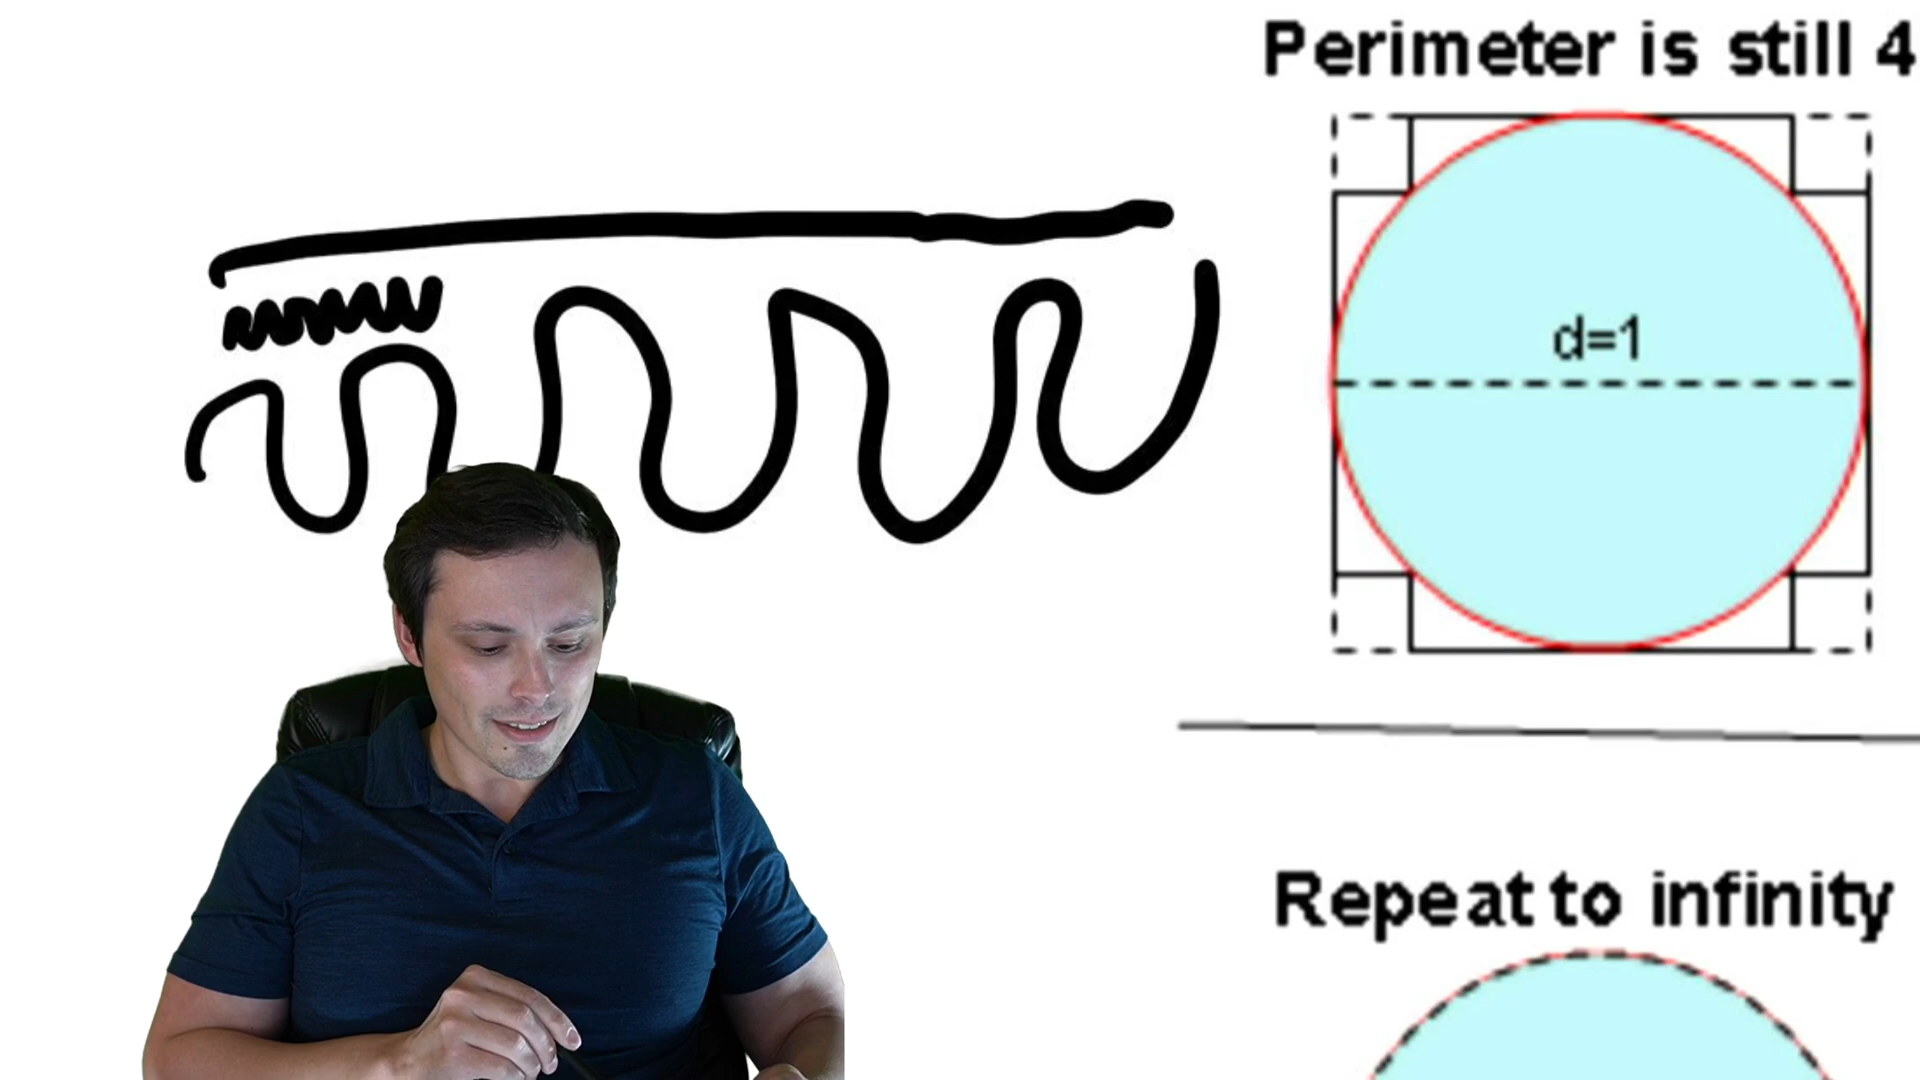 Perimeter is still 4
d=1
Repeat to infinity